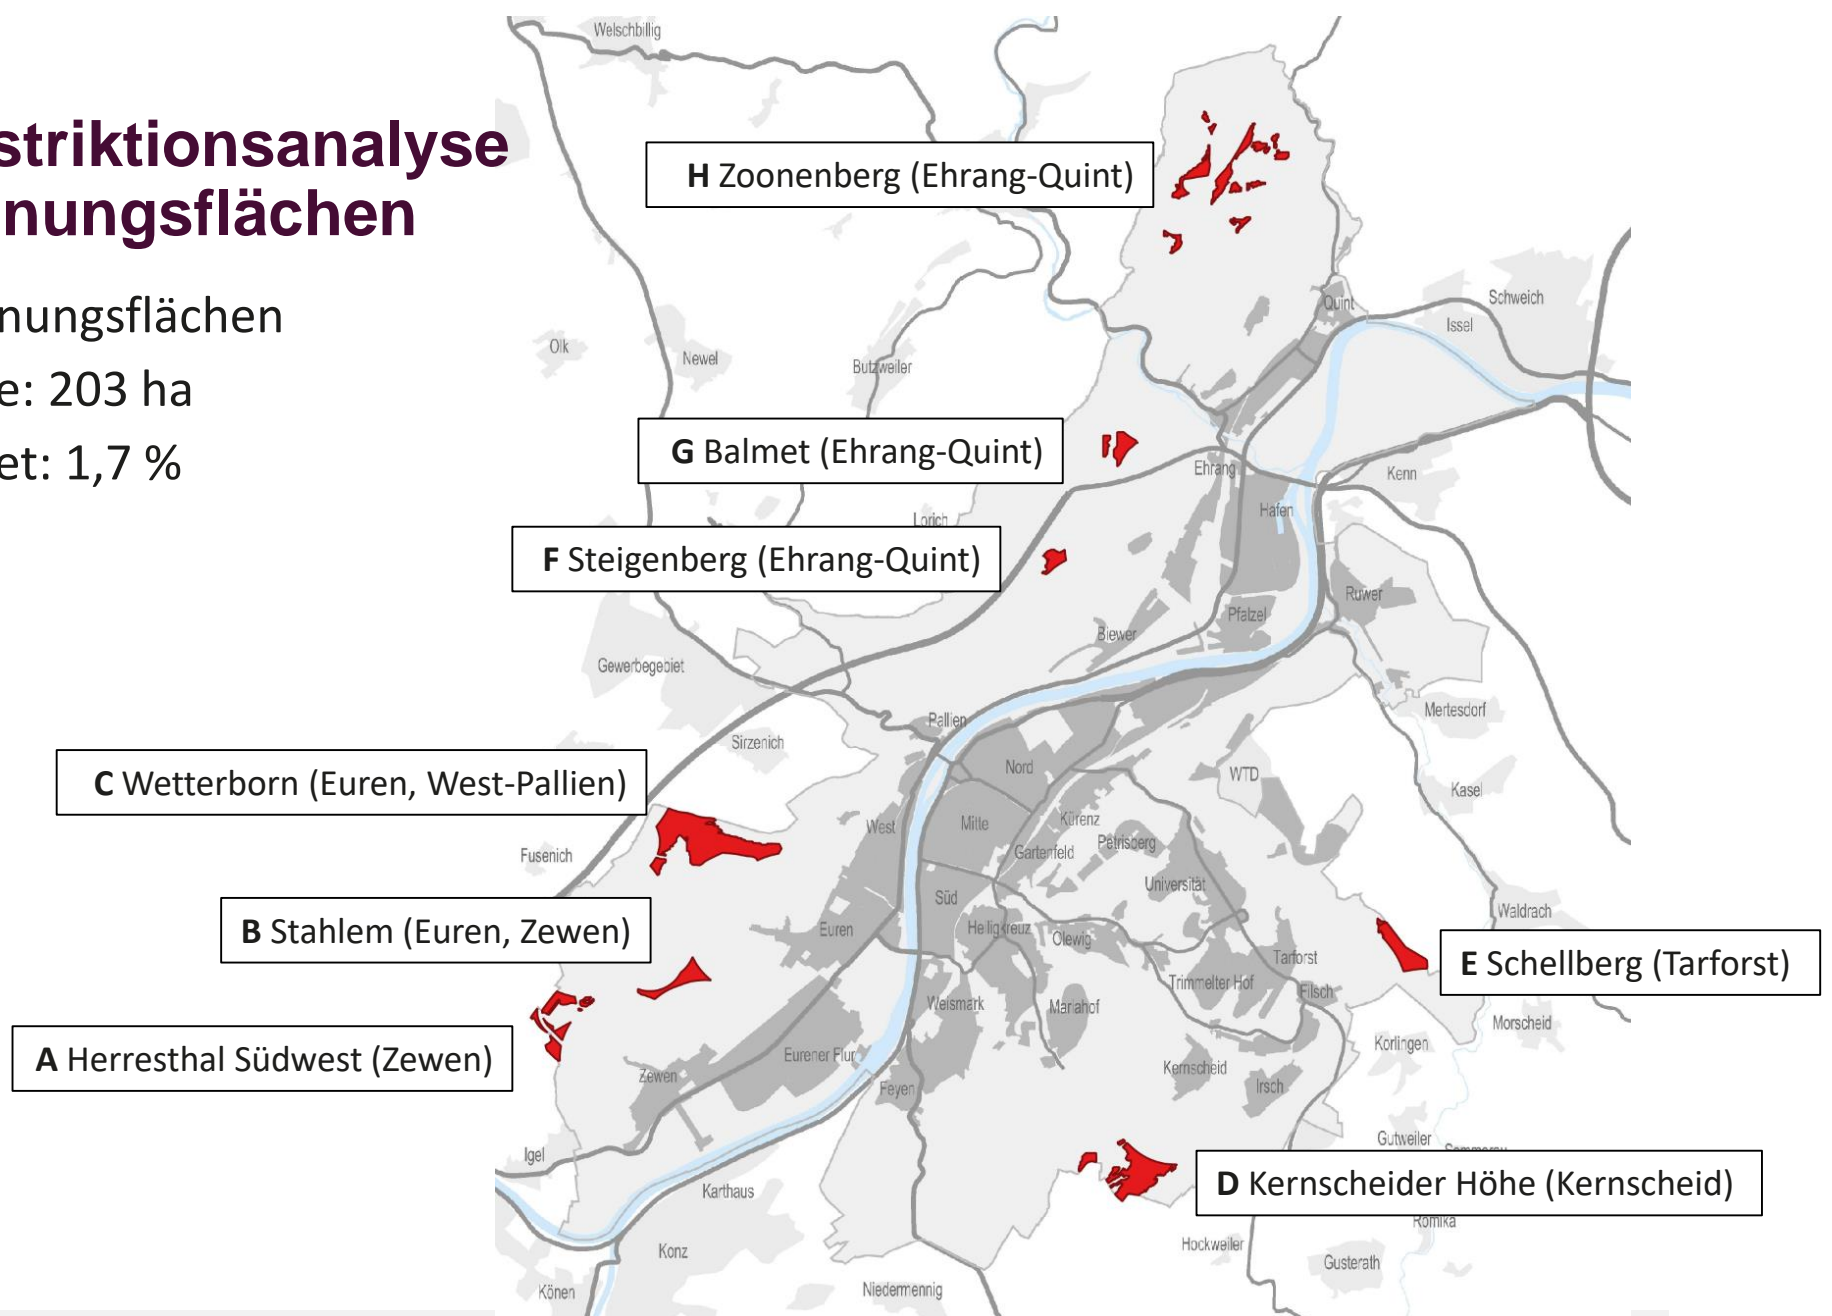 striktionsanalyse
nungsflächen
nungsflächen
e: 203 ha
et: 1,7 %
Welschbillig
H Zoonenberg (Ehrang-Quint)
Quint
Schweich
Issel
Olk
Newel
Butzweiler
G Balmet (Ehrang-Quint)
Ehrang
Kenn
Hafen
Lorich
F Steigenberg (Ehrang-Quint)
Ruwer
Pfalzel
Biewer
Gewerbegebiet
Mertesdorf
Pallien
Sirzenich
C Wetterborn (Euren, West-Pallien)
Nord
WTD
Kasel
West
Mitte
Kürenz
Petrisberg
Gartenfeld
Fusenich
Universität
Süd
Waldrach
B Stahlem (Euren, Zewen)
Euren
Heiligkreuz
Olewig
Tarforst
E Schellberg (Tarforst)
Trimmelter Hof
Filsch
Weismark
Mariahof
Morscheid
A Herresthal Südwest (Zewen)
Eurener Flur
Korlingen
Zewen
Kernscheid
Irsch
Feyen
Gutweiler
Igel
D Kernscheider Höhe (Kernscheid)
Karthaus
Romika
Konz
Hockweiler
Gusterath
Könen
Niedermennig